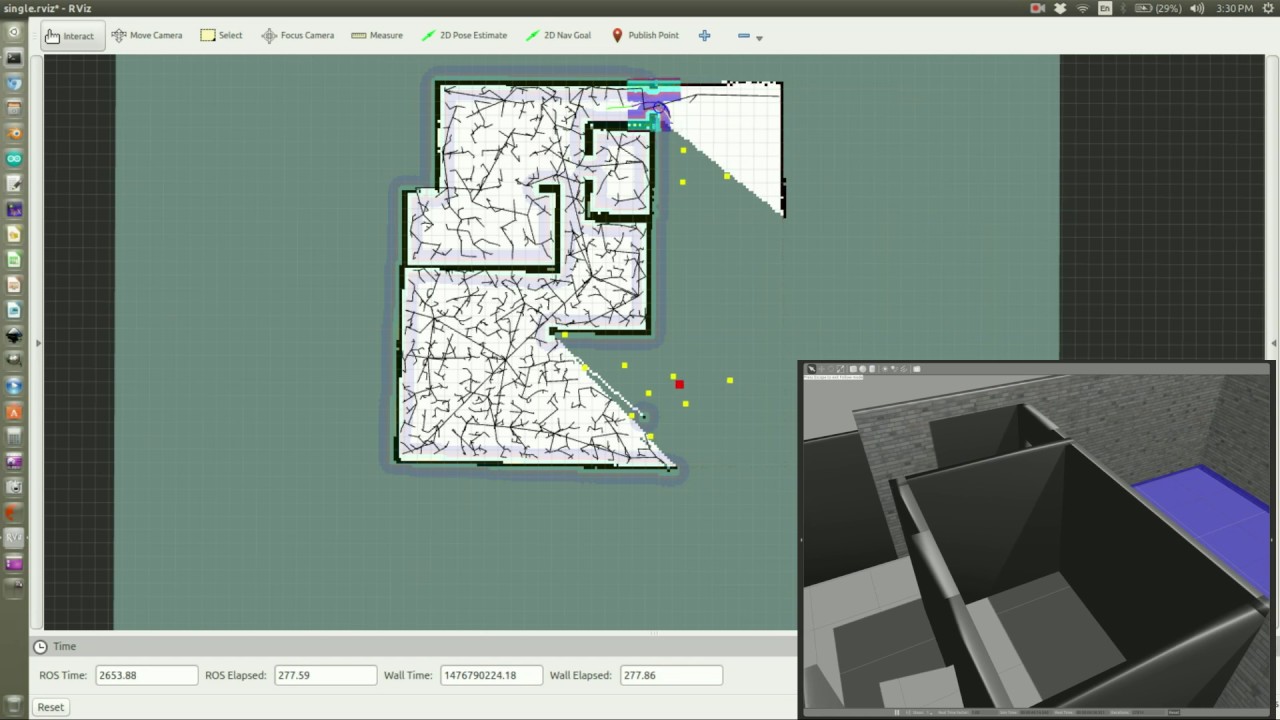 single.rviz* - RViz
En
(29%)
3:30 PM
Interact
Move Camera
Select
Focus Camera
Measure
2D Pose Estimate
2D Nav Goal
Publish Point
Time
ROS Time: 2653.88
ROS Elapsed: 277.59
Wall Time: 1476790224.18
Wall Elapsed: 277.86
Reset